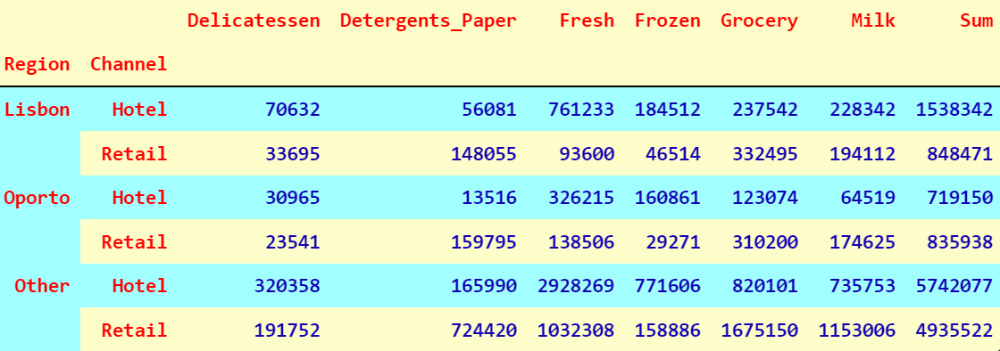 Delicatessen Detergents_Paper Fresh Frozen Grocery Milk Sum
Region Channel
Lisbon Hotel 70632 56081 761233 184512 237542 228342 1538342
Retail 33695 148055 93600 46514 332495 194112 848471
Oporto Hotel 30965 13516 326215 160861 123074 64519 719150
Retail 23541 159795 138506 29271 310200 174625 835938
Other Hotel 320358 165990 2928269 771606 820101 735753 5742077
Retail 191752 724420 1032308 158886 1675150 1153006 4935522